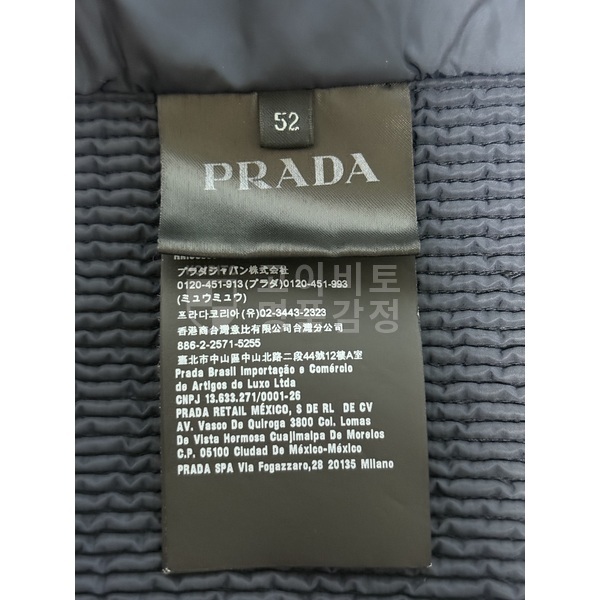 52
PRADA
プラダジャパン株式会社
0120-451-913(プラダ)0120-451-993
(ミュウミュウ)
프라다코리아(유)02-3443-2323
香港商台灣意比有限公司台灣分公司
886-2-2571-5255
臺北市中山區中山北路二段44號12樓A室
Prada Brasil Importação e Comércio
de Artigos de Luxo Ltda
CNPJ 13.633.271/0001-26
PRADA RETAIL MÉXICO, S DE RL DE CV
AV. Vasco De Quiroga 3800 Col. Lomas
De Vista Hermosa Cuajimalpa De Morelos
C.P. 05100 Ciudad De México-México
PRADA SPA Via Fogazzaro,28 20135 Milano